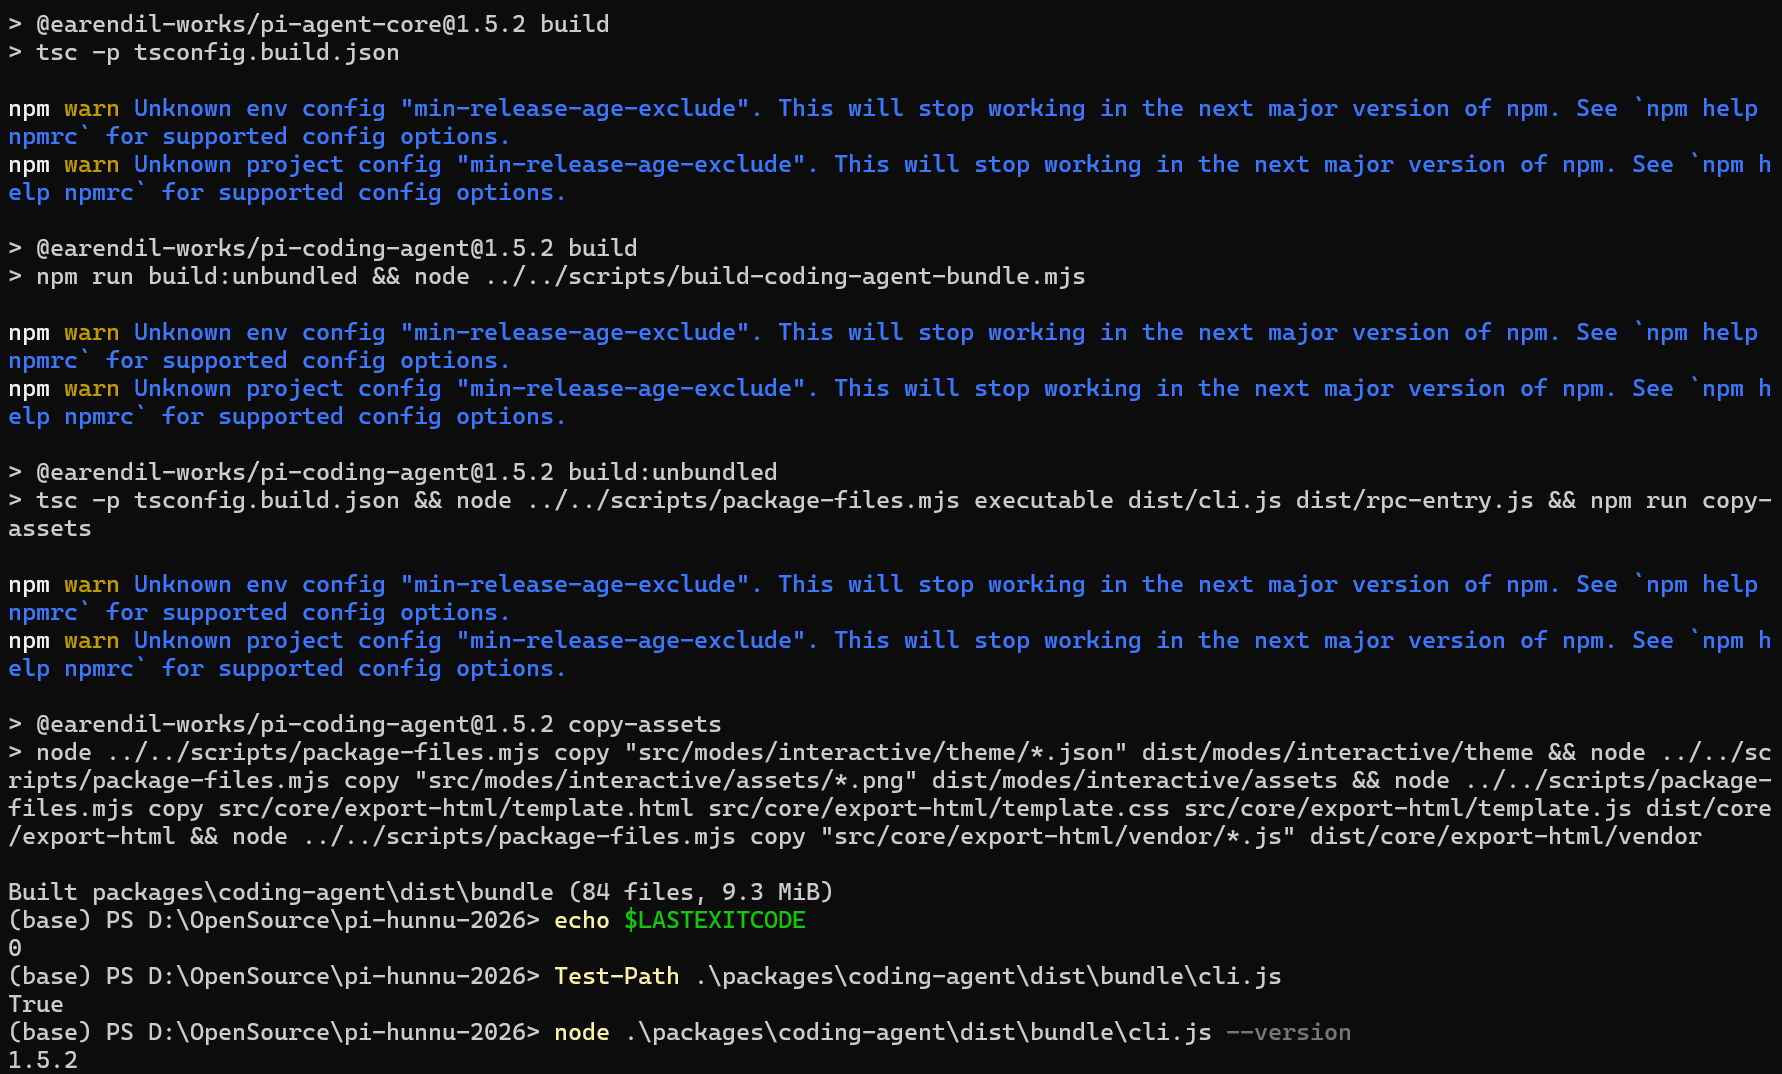 > @earendil-works/pi-agent-core@1.5.2 build
> tsc -p tsconfig.build.json
npm warn Unknown env config "min-release-age-exclude". This will stop working in the next major version of npm. See `npm help
npmrc` for supported config options.
npm warn Unknown project config "min-release-age-exclude". This will stop working in the next major version of npm. See `npm h
elp npmrc` for supported config options.
> @earendil-works/pi-coding-agent@1.5.2 build
> npm run build:unbundled && node ../../scripts/build-coding-agent-bundle.mjs
npm warn Unknown env config "min-release-age-exclude". This will stop working in the next major version of npm. See `npm help
npmrc` for supported config options.
npm warn Unknown project config "min-release-age-exclude". This will stop working in the next major version of npm. See `npm h
elp npmrc` for supported config options.
> @earendil-works/pi-coding-agent@1.5.2 build:unbundled
> tsc -p tsconfig.build.json && node ../../scripts/package-files.mjs executable dist/cli.js dist/rpc-entry.js && npm run copy-
assets
npm warn Unknown env config "min-release-age-exclude". This will stop working in the next major version of npm. See `npm help
npmrc` for supported config options.
npm warn Unknown project config "min-release-age-exclude". This will stop working in the next major version of npm. See `npm h
elp npmrc` for supported config options.
> @earendil-works/pi-coding-agent@1.5.2 copy-assets
> node ../../scripts/package-files.mjs copy "src/modes/interactive/theme/*.json" dist/modes/interactive/theme && node ../../sc
ripts/package-files.mjs copy "src/modes/interactive/assets/*.png" dist/modes/interactive/assets && node ../../scripts/package-
files.mjs copy src/core/export-html/template.html src/core/export-html/template.css src/core/export-html/template.js dist/core
/export-html && node ../../scripts/package-files.mjs copy "src/core/export-html/vendor/*.js" dist/core/export-html/vendor
Built packages\coding-agent\dist\bundle (84 files, 9.3 MiB)
(base) PS D:\OpenSource\pi-hunnu-2026> echo $LASTEXITCODE
0
(base) PS D:\OpenSource\pi-hunnu-2026> Test-Path .\packages\coding-agent\dist\bundle\cli.js
True
(base) PS D:\OpenSource\pi-hunnu-2026> node .\packages\coding-agent\dist\bundle\cli.js --version
1.5.2